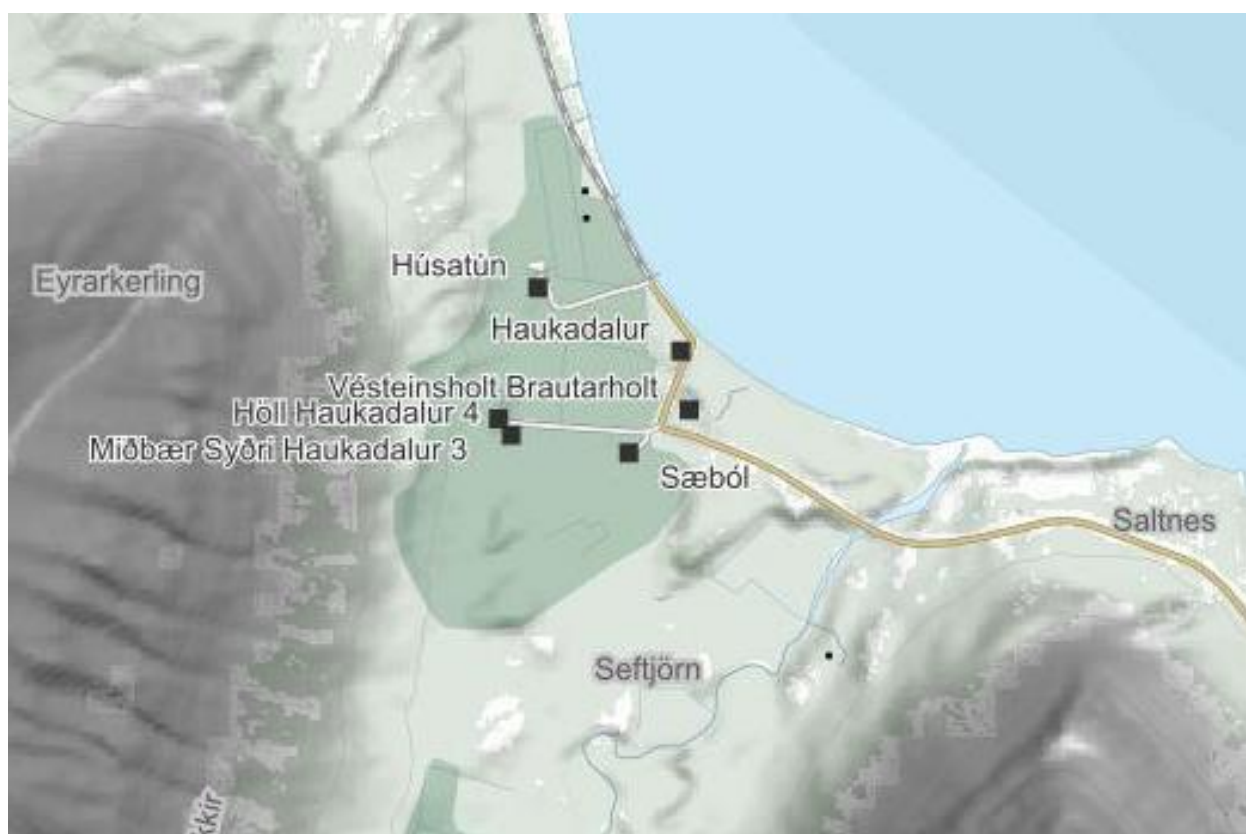 Húsatún
Eyrarkerling
Haukadalur
Vésteinsholt Brautarholt
Höll Haukadalur 4
Miðbær Syðri Haukadalur 3
Sæból
Saltnes
Seftjörn